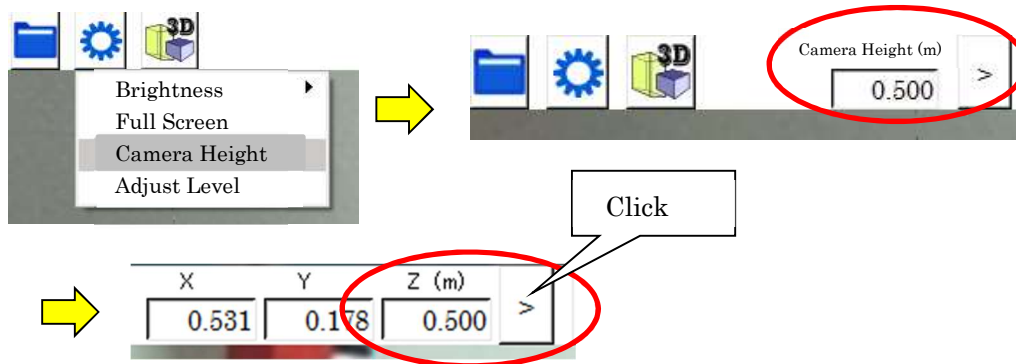 3D
Brightness
Full Screen
Camera Height
Adjust Level
3D
Camera Height (m)
0.500
>
Click
X Y Z (m)
0.531 0.178 0.500 >